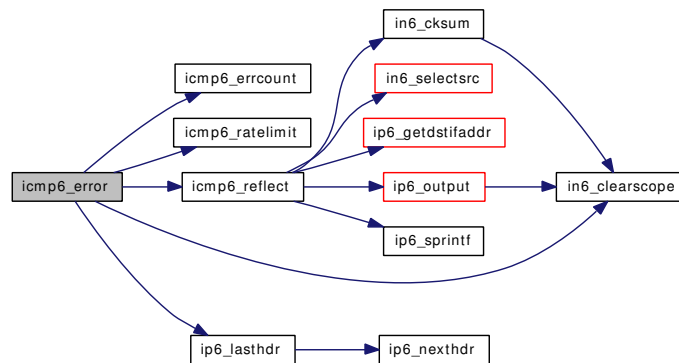 in6_cksum
icmp6_errcount
in6_selectsrc
icmp6_ratelimit
ip6_getdstifaddr
icmp6_error
icmp6_reflect
ip6_output
in6_clearscope
ip6_sprintf
ip6_lasthdr
ip6_nexthdr